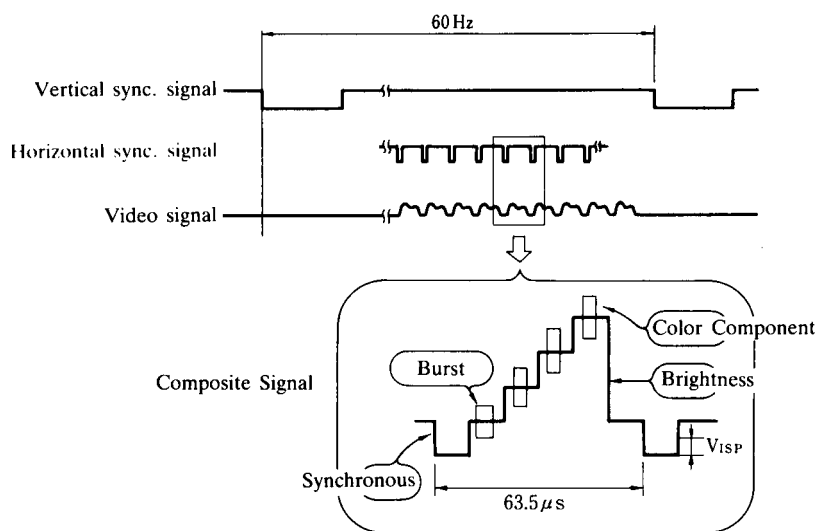 60 Hz
Vertical sync. signal
Horizontal sync. signal
Video signal
Color Component
Burst
Composite Signal
Brightness
VISP
Synchronous
63.5 μs